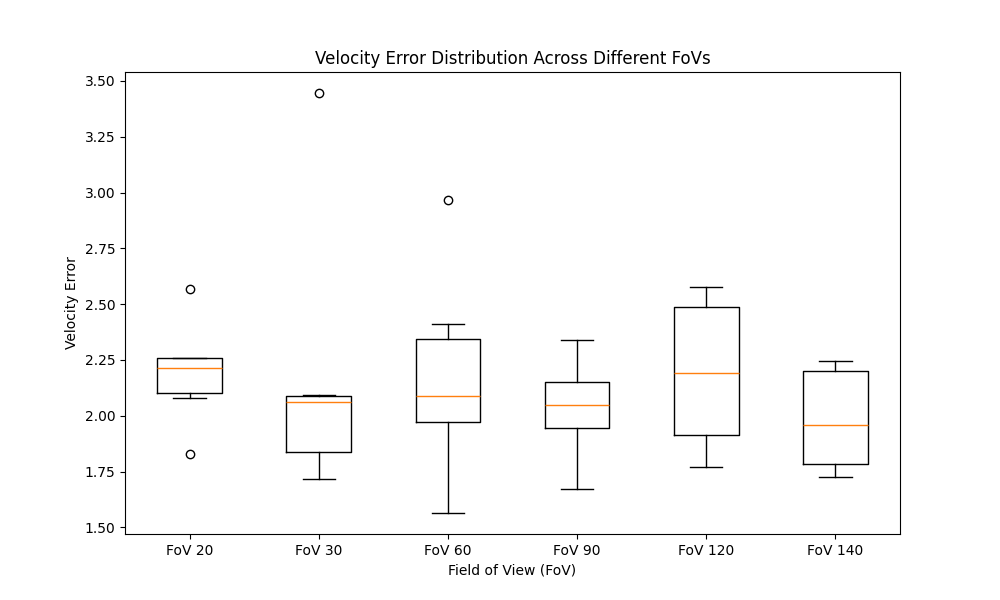 Velocity Error Distribution Across Different FoVs
3.50
3.25
3.00
2.75
2.50
2.25
2.00
1.75
1.50
Velocity Error
FoV 20 FoV 30 FoV 60 FoV 90 FoV 120 FoV 140
Field of View (FoV)